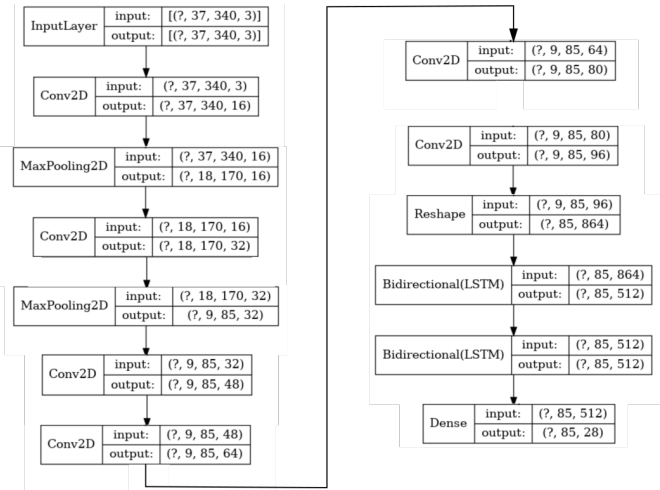 InputLayer
input: [(?, 37, 340, 3)]
output: [(?, 37, 340, 3)]
Conv2D
input: (?, 37, 340, 3)
output: (?, 37, 340, 16)
MaxPooling2D
input: (?, 37, 340, 16)
output: (?, 18, 170, 16)
Conv2D
input: (?, 18, 170, 16)
output: (?, 18, 170, 32)
MaxPooling2D
input: (?, 18, 170, 32)
output: (?, 9, 85, 32)
Conv2D
input: (?, 9, 85, 32)
output: (?, 9, 85, 48)
Conv2D
input: (?, 9, 85, 48)
output: (?, 9, 85, 64)
Conv2D
input: (?, 9, 85, 64)
output: (?, 9, 85, 80)
Conv2D
input: (?, 9, 85, 80)
output: (?, 9, 85, 96)
Reshape
input: (?, 9, 85, 96)
output: (?, 85, 864)
Bidirectional(LSTM)
input: (?, 85, 864)
output: (?, 85, 512)
Bidirectional(LSTM)
input: (?, 85, 512)
output: (?, 85, 512)
Dense
input: (?, 85, 512)
output: (?, 85, 28)